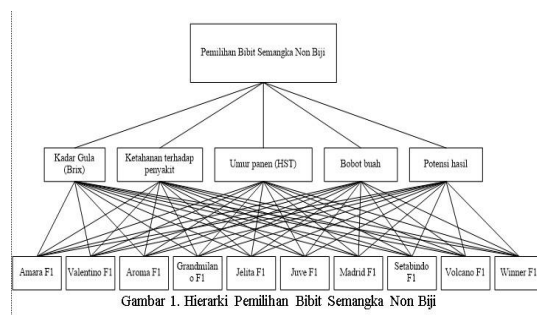 Pemilihan Bibit Semangka Non Biji
Kadar Gula
(Brix)
Ketahanan terhadap
penyakit
Umur panen (HST)
Bobot buah
Potensi hasil
Amara F1
Valentino F1
Aroma F1
Grandmilan
o F1
Jelita F1
Juve F1
Madrid F1
Setabindo
F1
Volcano F1
Winner F1
Gambar 1. Hierarki Pemilihan Bibit Semangka Non Biji